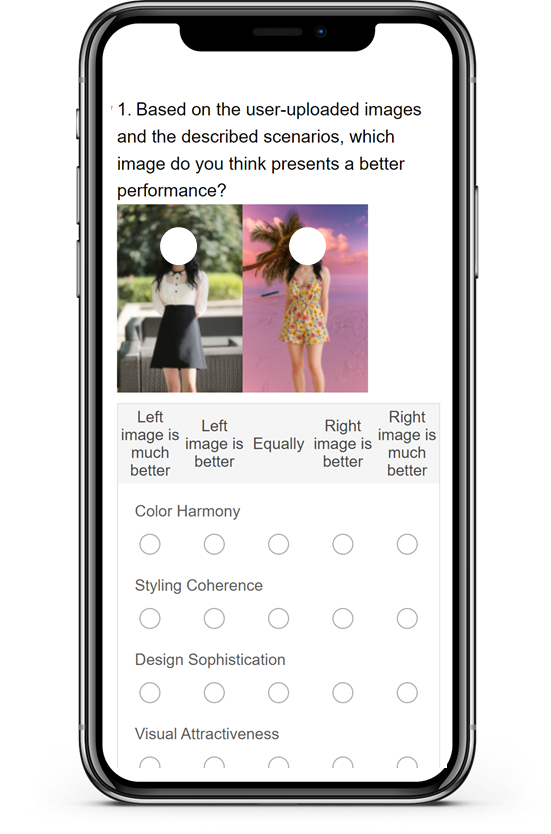 1. Based on the user-uploaded images
and the described scenarios, which
image do you think presents a better
performance?
Left image is much better
Left image is better
Equally
Right image is better
Right image is much better
Color Harmony
Styling Coherence
Design Sophistication
Visual Attractiveness